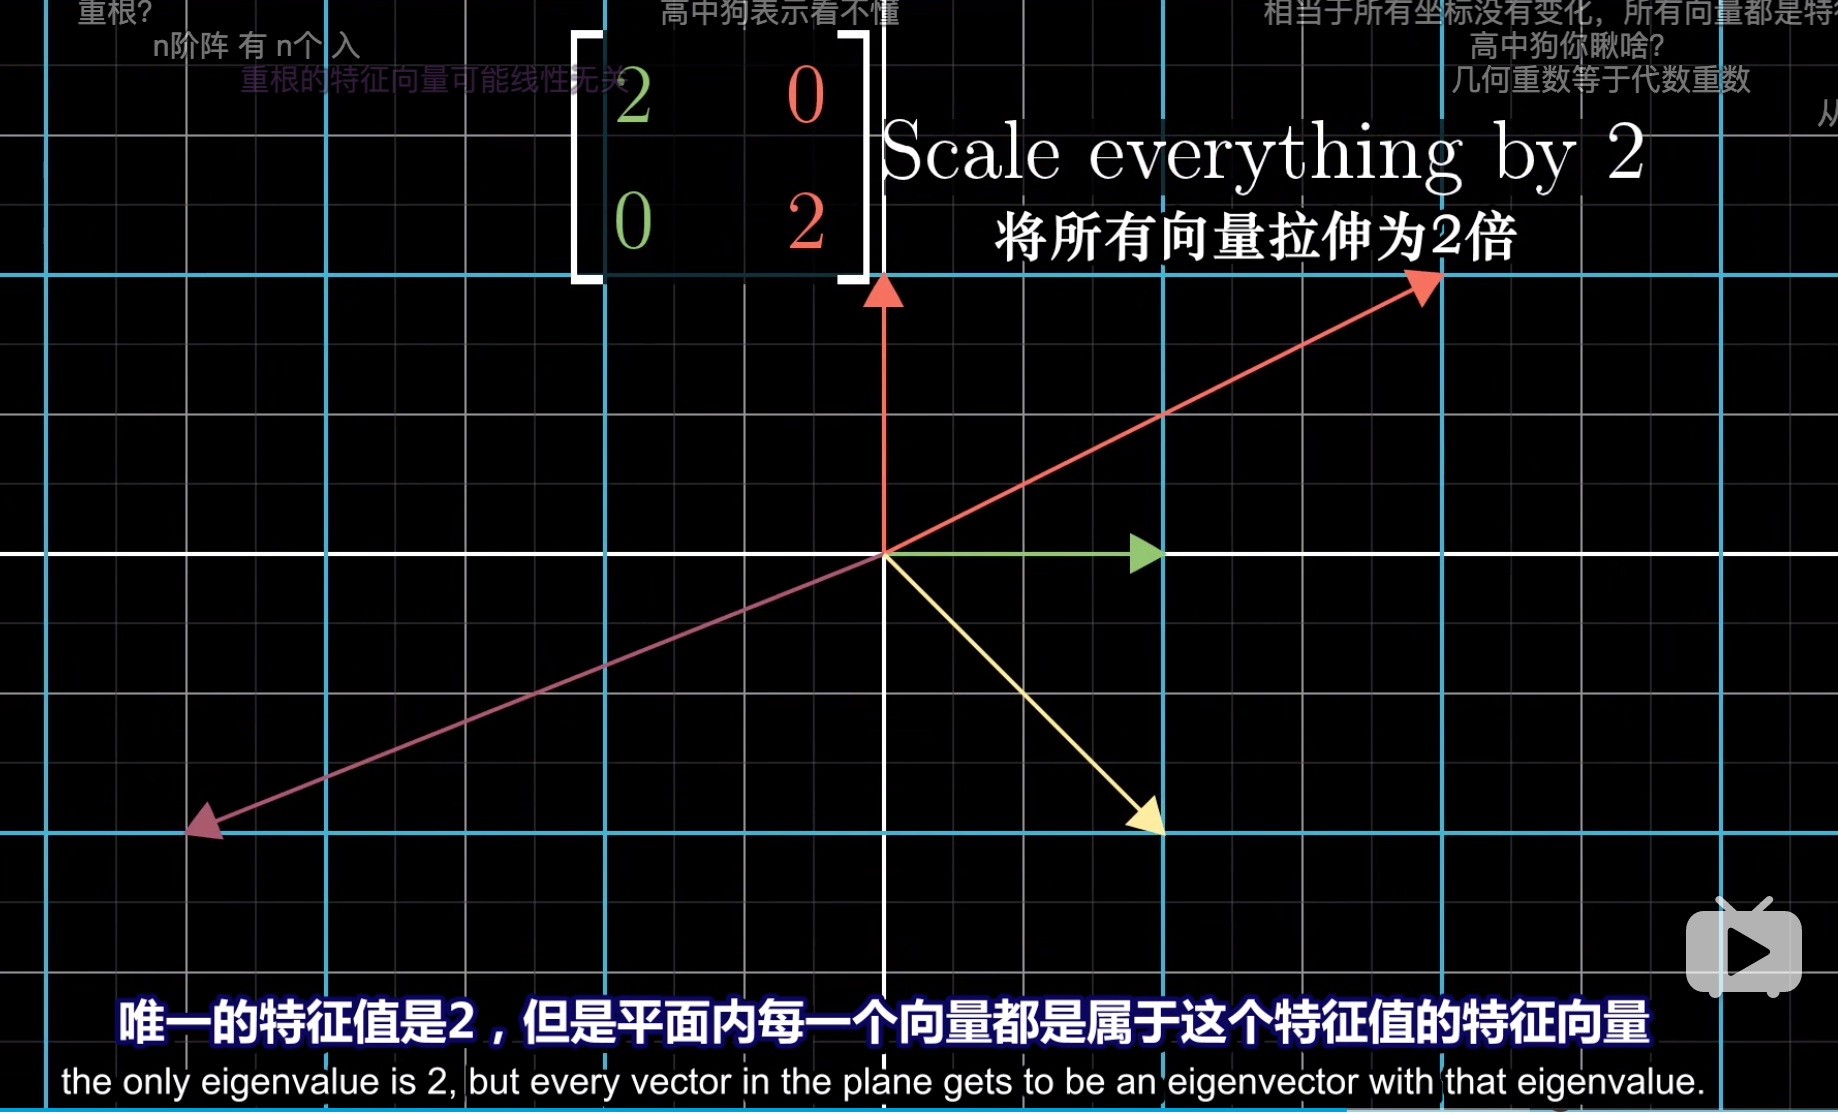 重根?
高中狗表示看不懂
相当于所有坐标没有变化，所有向量都是特
n阶阵 有 n个 入
高中狗你瞅啥?
重根的特征向量可能线性无关
几何重数等于代数重数
从
2 0
0 2
Scale everything by 2
将所有向量拉伸为2倍
唯一的特征值是2，但是平面内每一个向量都是属于这个特征值的特征向量
the only eigenvalue is 2, but every vector in the plane gets to be an eigenvector with that eigenvalue.